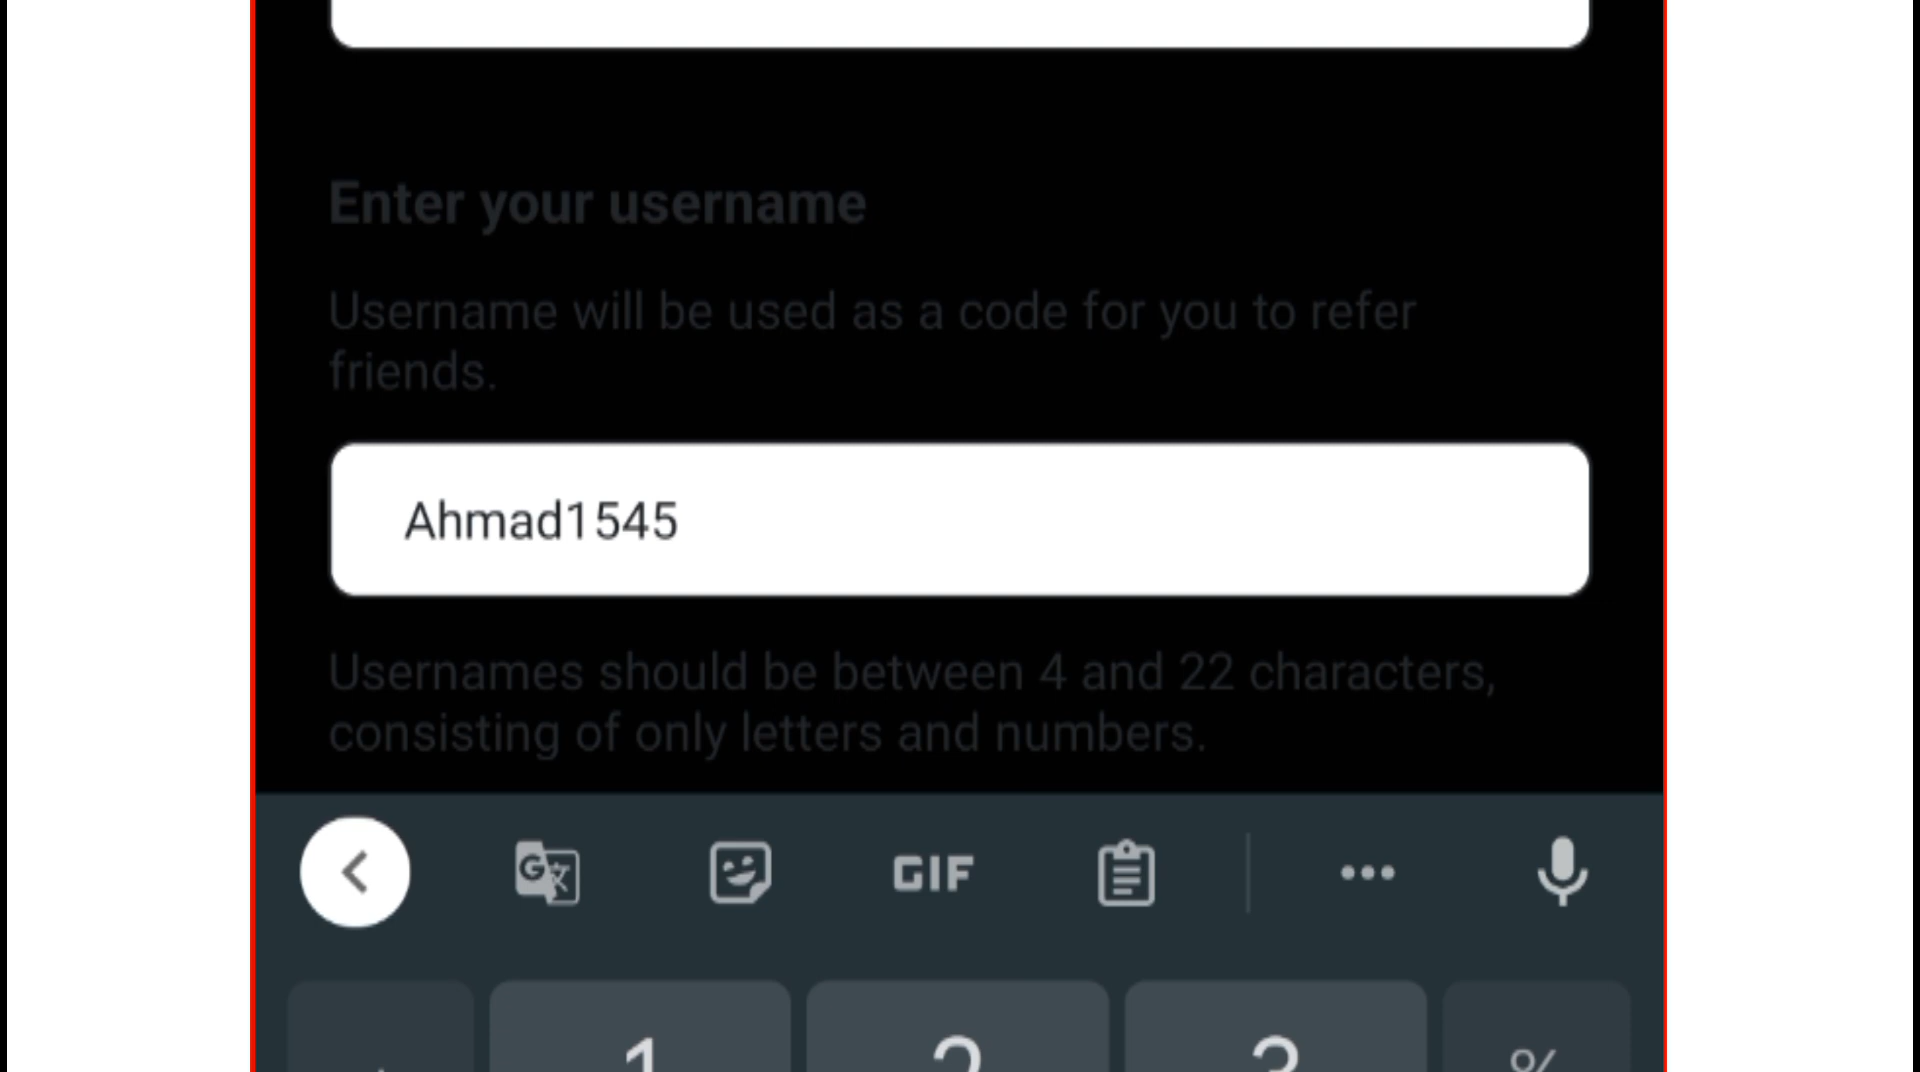 Enter your username
Username will be used as a code for you to refer
friends.
Ahmad1545
Usernames should be between 4 and 22 characters,
consisting of only letters and numbers.
G 文 GIF
1 2 3 %